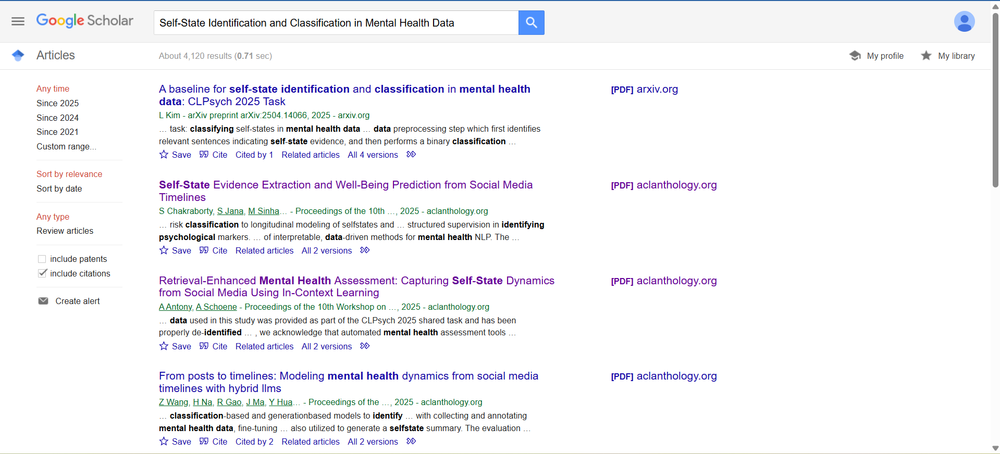 Google Scholar
Self-State Identification and Classification in Mental Health Data
Articles
About 4,120 results (0.71 sec)
My profile
My library
Any time
Since 2025
Since 2024
Since 2021
Custom range...
Sort by relevance
Sort by date
Any type
Review articles
include patents
include citations
Create alert
A baseline for self-state identification and classification in mental health
data: CLPsych 2025 Task
L Kim - arXiv preprint arXiv:2504.14066, 2025 - arxiv.org
… task: classifying self-states in mental health data … data preprocessing step which first identifies
relevant sentences indicating self-state evidence, and then performs a binary classification …
Save Cite Cited by 1 Related articles All 4 versions
[PDF] arxiv.org
Self-State Evidence Extraction and Well-Being Prediction from Social Media
Timelines
S Chakraborty, S Jana, M Sinha… - Proceedings of the 10th …, 2025 - aclanthology.org
… risk classification to longitudinal modeling of selfstates and … structured supervision in identifying
psychological markers. … of interpretable, data-driven methods for mental health NLP. The …
Save Cite Related articles All 2 versions
[PDF] aclanthology.org
Retrieval-Enhanced Mental Health Assessment: Capturing Self-State Dynamics
from Social Media Using In-Context Learning
A Antony, A Schoene - Proceedings of the 10th Workshop on …, 2025 - aclanthology.org
… data used in this study was provided as part of the CLPsych 2025 shared task and has been
properly de-identified … , we acknowledge that automated mental health assessment tools …
Save Cite Related articles All 2 versions
[PDF] aclanthology.org
From posts to timelines: Modeling mental health dynamics from social media
timelines with hybrid llms
Z Wang, H Na, R Gao, J Ma, Y Hua… - Proceedings of the …, 2025 - aclanthology.org
… classification-based and generationbased models to identify … with collecting and annotating
mental health data, fine-tuning … also utilized to generate a selfstate summary. The evaluation …
Save Cite Cited by 2 Related articles All 2 versions
[PDF] aclanthology.org